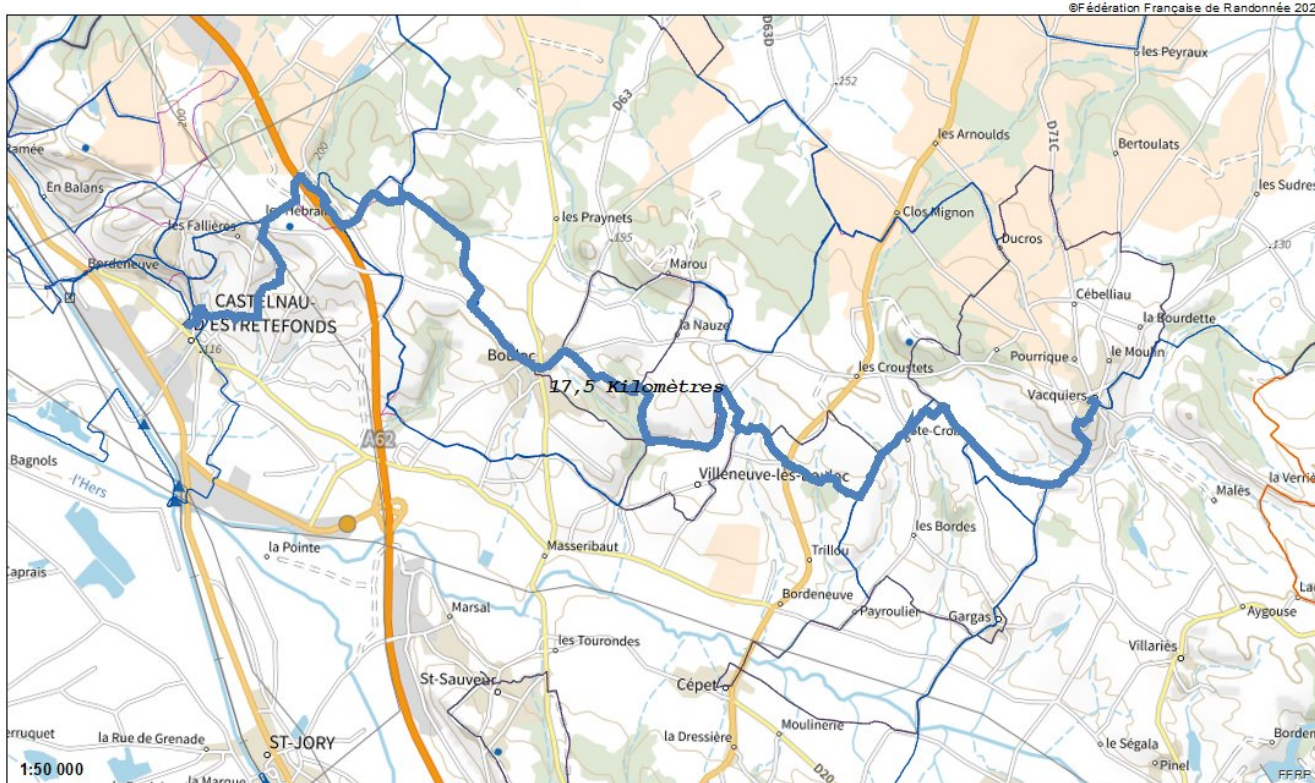 ©Fédération Française de Randonnée 202
D63D
les Peyraux
152
D63
200
les Arnoulds
D71C
Ramée
Bertoulats
En Balans
200
les Sudres
les Praynets
Clos Mignon
les Fallières
195
Ducros
130
Bordeneuve
Marou
Cébelliau
CASTELNAU-
D'ESTRETEFONDS
la Nauze
la Bourdette
116
Bouloc
Pourrique
le Moulin
les Croustets
17,5 Kilomètres
Vacquiers
A62
Ste-Croix
Bagnols
l'Hers
Villeneuve-lès-Bouloc
la Verriè
Malès
les Bordes
la Pointe
Masseribaut
Trillou
Caprais
Bordeneuve
Payroulier
Gargas
Aygouse
Marsal
les Tourondes
Villariès
St-Sauveur
Cépet
erruquet
la Rue de Grenade
ST-JORY
la Dressière
Moulinerie
le Ségala
Borden
Pinel
1:50 000
la Marque
D20
FFRP